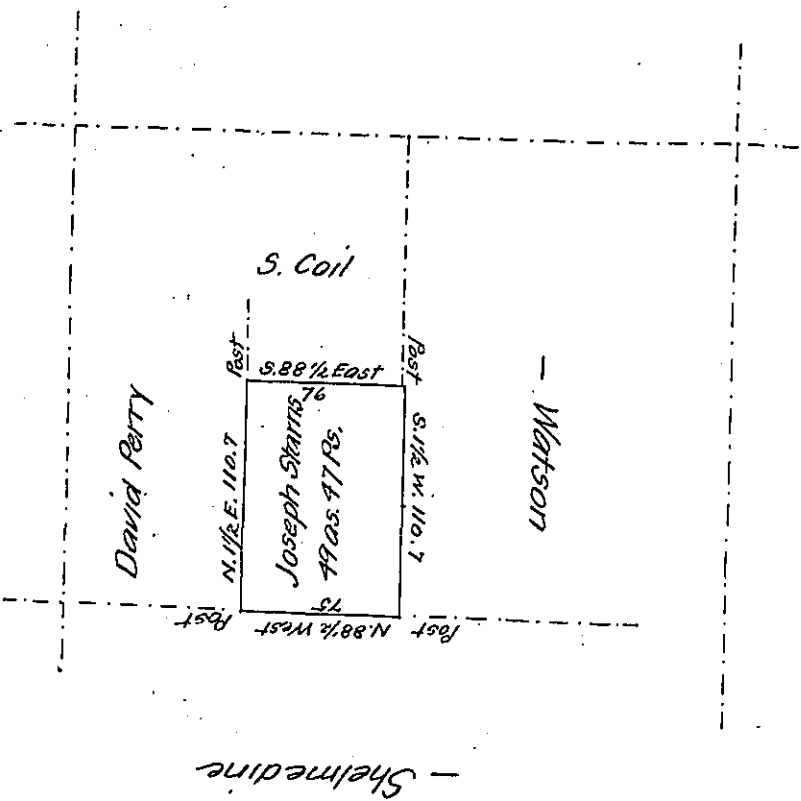 S. Coil
Post
S.88 1/2 East
Post
76
David Perry
N.1 1/2 E. 110.7
Joseph Starns
49 as. 47 Ps.
S.1 1/2 W. 110.7
— Watson
75
Post
N.88 1/2 West
Post
— Shelmedine